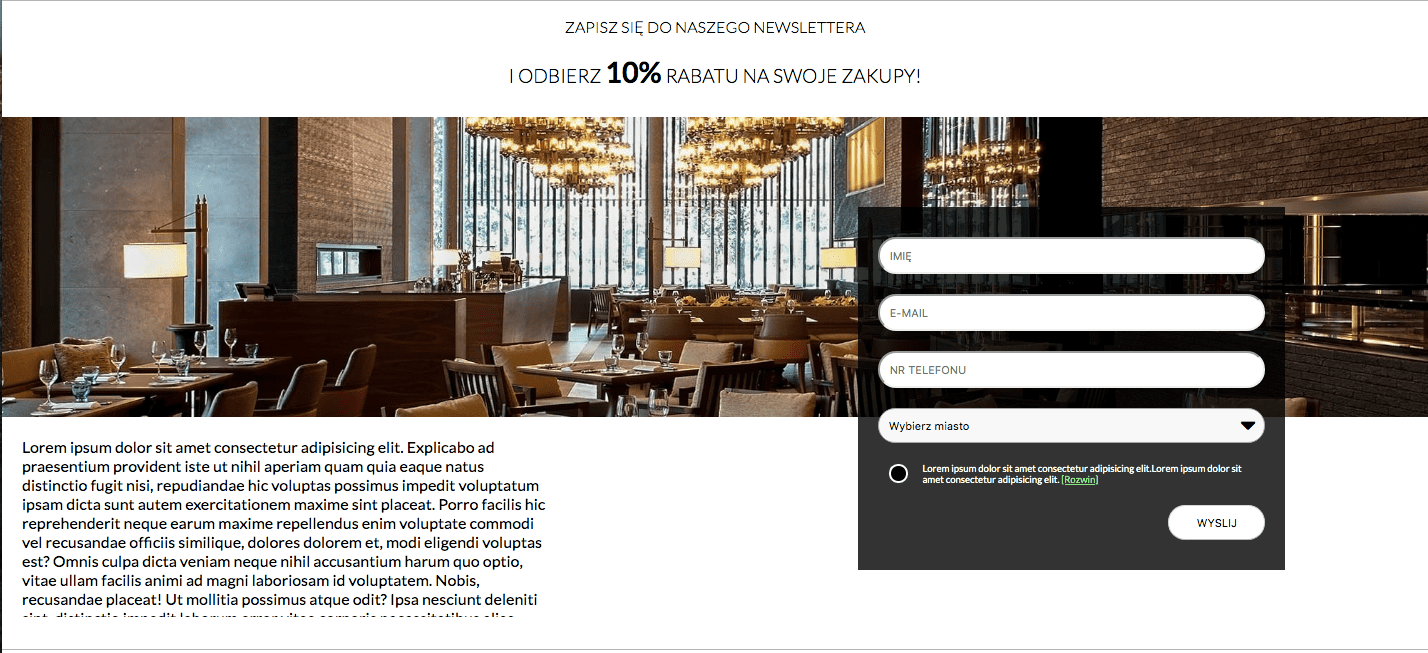 ZAPISZ SIĘ DO NASZEGO NEWSLETTERA
I ODBIERZ 10% RABATU NA SWOJE ZAKUPY!
IMIĘ
E-MAIL
NR TELEFONU
Wybierz miasto
Lorem ipsum dolor sit amet consectetur adipisicing elit.Lorem ipsum dolor sit
amet consectetur adipisicing elit. [Rozwin]
WYSLIJ
Lorem ipsum dolor sit amet consectetur adipisicing elit. Explicabo ad
praesentium provident iste ut nihil aperiam quam quia eaque natus
distinctio fugit nisi, repudiandae hic voluptas possimus impedit voluptatum
ipsam dicta sunt autem exercitationem maxime sint placeat. Porro facilis hic
reprehenderit neque earum maxime repellendus enim voluptate commodi
vel recusandae officiis similique, dolores dolorem et, modi eligendi voluptas
est? Omnis culpa dicta veniam neque nihil accusantium harum quo optio,
vitae ullam facilis animi ad magni laboriosam id voluptatem. Nobis,
recusandae placeat! Ut mollitia possimus atque odit? Ipsa nesciunt deleniti